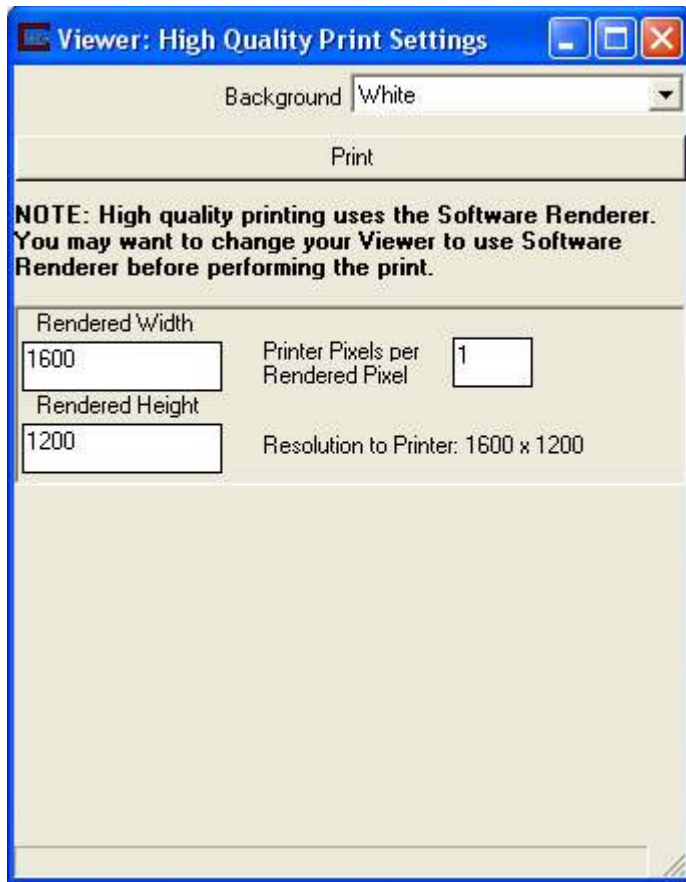 Viewer: High Quality Print Settings
Background White
Print
NOTE: High quality printing uses the Software Renderer.
You may want to change your Viewer to use Software
Renderer before performing the print.
Rendered Width
1600
Printer Pixels per
Rendered Pixel
1
Rendered Height
1200
Resolution to Printer: 1600 x 1200